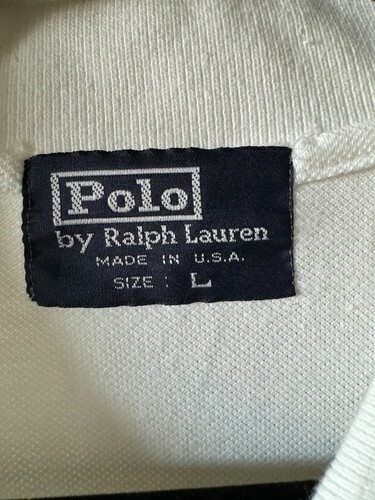 Polo
by Ralph Lauren
MADE IN U.S.A.
SIZE : L